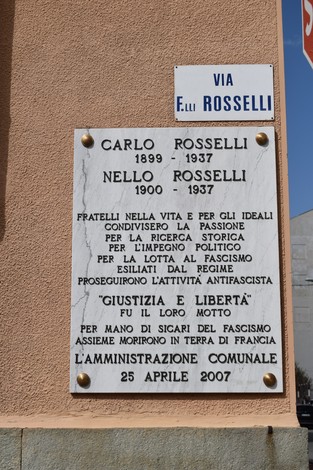 VIA
F.LLI ROSSELLI
CARLO ROSSELLI
1899 - 1937
NELLO ROSSELLI
1900 - 1937
FRATELLI NELLA VITA E PER GLI IDEALI
CONDIVISERO LA PASSIONE
PER LA RICERCA STORICA
PER L'IMPEGNO POLITICO
PER LA LOTTA AL FASCISMO
ESILIATI DAL REGIME
PROSEGUIRONO L'ATTIVITA' ANTIFASCISTA
"GIUSTIZIA E LIBERTA'"
FU IL LORO MOTTO
PER MANO DI SICARI DEL FASCISMO
ASSIEME MORIRONO IN TERRA DI FRANCIA
L'AMMINISTRAZIONE COMUNALE
25 APRILE 2007